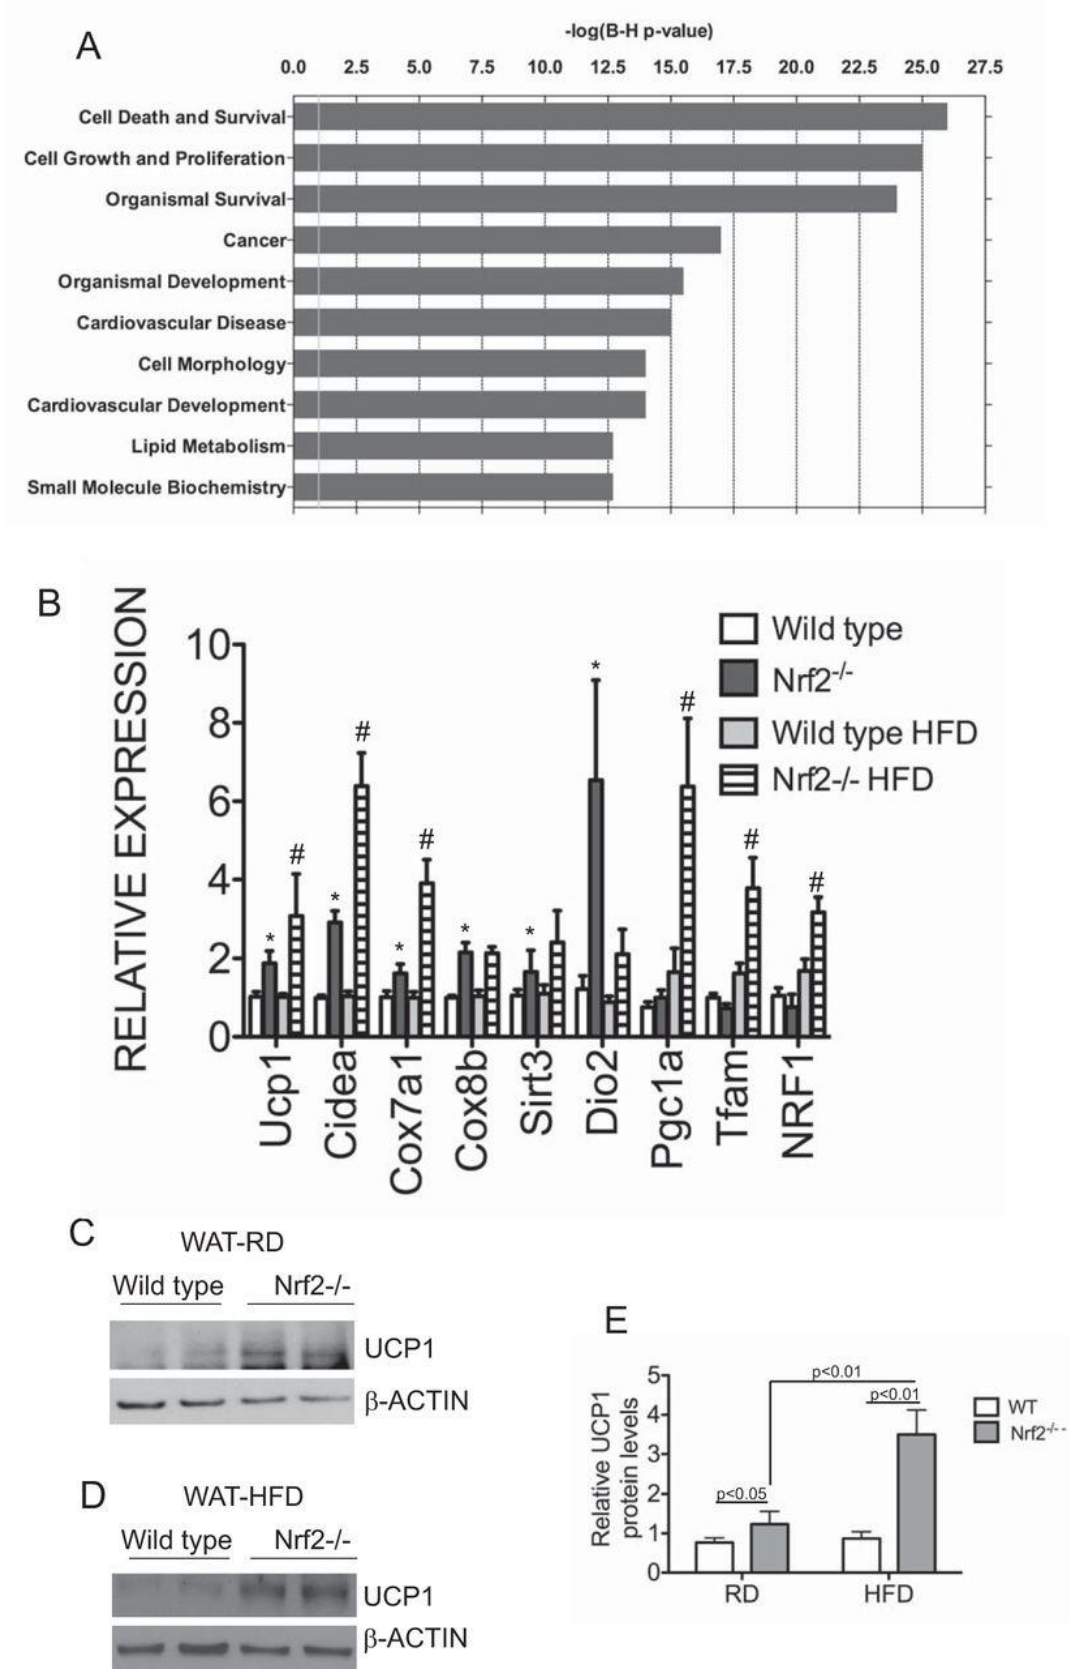 A
-log(B-H p-value)
0.0 2.5 5.0 7.5 10.0 12.5 15.0 17.5 20.0 22.5 25.0 27.5
Cell Death and Survival
Cell Growth and Proliferation
Organismal Survival
Cancer
Organismal Development
Cardiovascular Disease
Cell Morphology
Cardiovascular Development
Lipid Metabolism
Small Molecule Biochemistry
B
RELATIVE EXPRESSION
10
8
6
4
2
0
Wild type
Nrf2-/-
Wild type HFD
Nrf2-/- HFD
* # * # * # * * * # # #
Ucp1 Cidea Cox7a1 Cox8b Sirt3 Dio2 Pgc1a Tfam NRF1
C
WAT-RD
Wild type Nrf2-/-
UCP1
β-ACTIN
D
WAT-HFD
Wild type Nrf2-/-
UCP1
β-ACTIN
E
Relative UCP1
protein levels
5
4
3
2
1
0
p<0.01
p<0.01
p<0.05
RD HFD
WT
Nrf2-/--